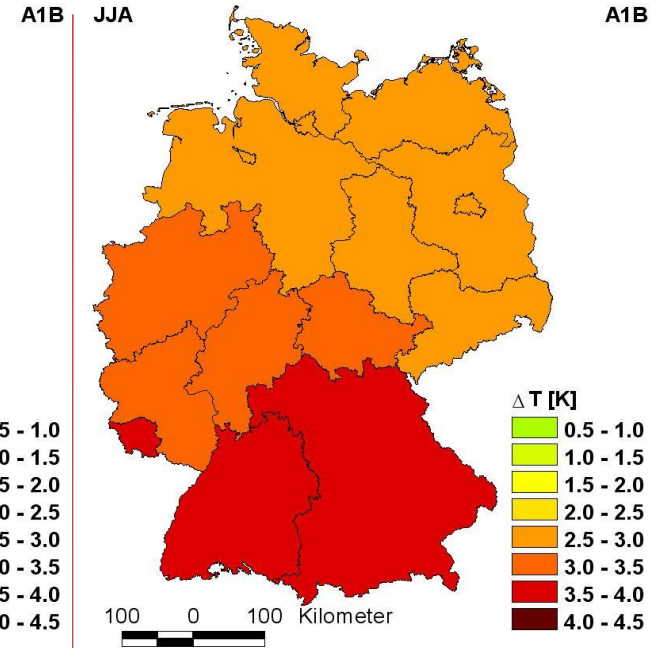 A1B JJA A1B
Δ T [K]
5 - 1.0 0.5 - 1.0
0 - 1.5 1.0 - 1.5
5 - 2.0 1.5 - 2.0
0 - 2.5 2.0 - 2.5
5 - 3.0 2.5 - 3.0
0 - 3.5 3.0 - 3.5
5 - 4.0 3.5 - 4.0
0 - 4.5 4.0 - 4.5
100 0 100 Kilometer